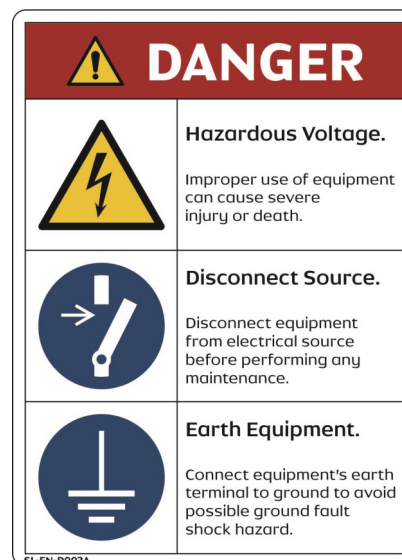 DANGER
Hazardous Voltage.
Improper use of equipment
can cause severe
injury or death.
Disconnect Source.
Disconnect equipment
from electrical source
before performing any
maintenance.
Earth Equipment.
Connect equipment's earth
terminal to ground to avoid
possible ground fault
shock hazard.